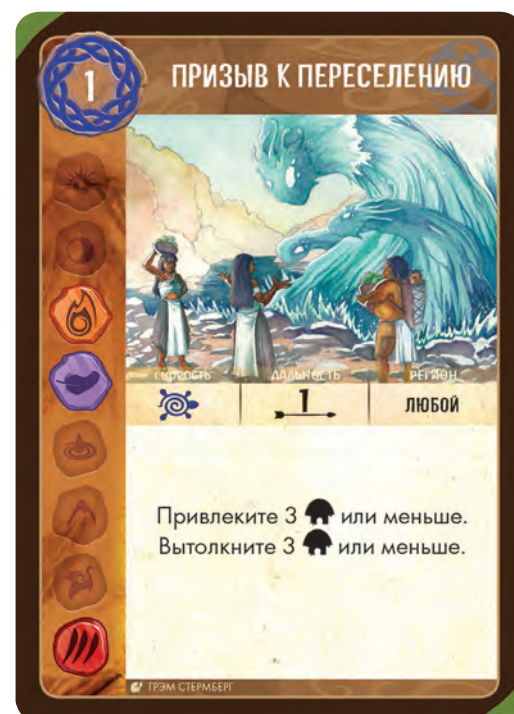 1
ПРИЗЫВ К ПЕРЕСЕЛЕНИЮ
СКОРОСТЬ ДАЛЬНОСТЬ РЕГИОН
1 ЛЮБОЙ
Привлеките 3 или меньше.
Вытолкните 3 или меньше.
ГРЭМ СТЕРМБЕРГ